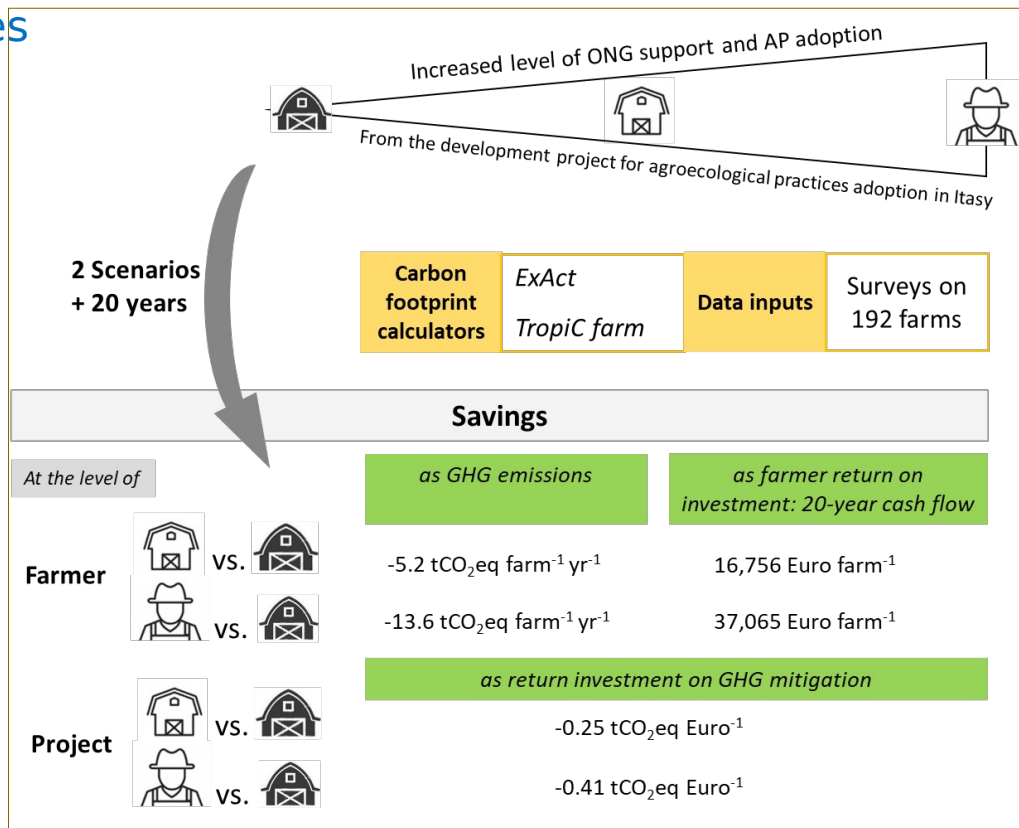 es
Increased level of ONG support and AP adoption
From the development project for agroecological practices adoption in Itasy
2 Scenarios
+ 20 years
Carbon
footprint
calculators
ExAct
TropiC farm
Data inputs
Surveys on
192 farms
Savings
At the level of
as GHG emissions
as farmer return on
investment: 20-year cash flow
Farmer
vs.
-5.2 tCO₂eq farm⁻¹ yr⁻¹
16,756 Euro farm⁻¹
vs.
-13.6 tCO₂eq farm⁻¹ yr⁻¹
37,065 Euro farm⁻¹
as return investment on GHG mitigation
Project
vs.
-0.25 tCO₂eq Euro⁻¹
vs.
-0.41 tCO₂eq Euro⁻¹